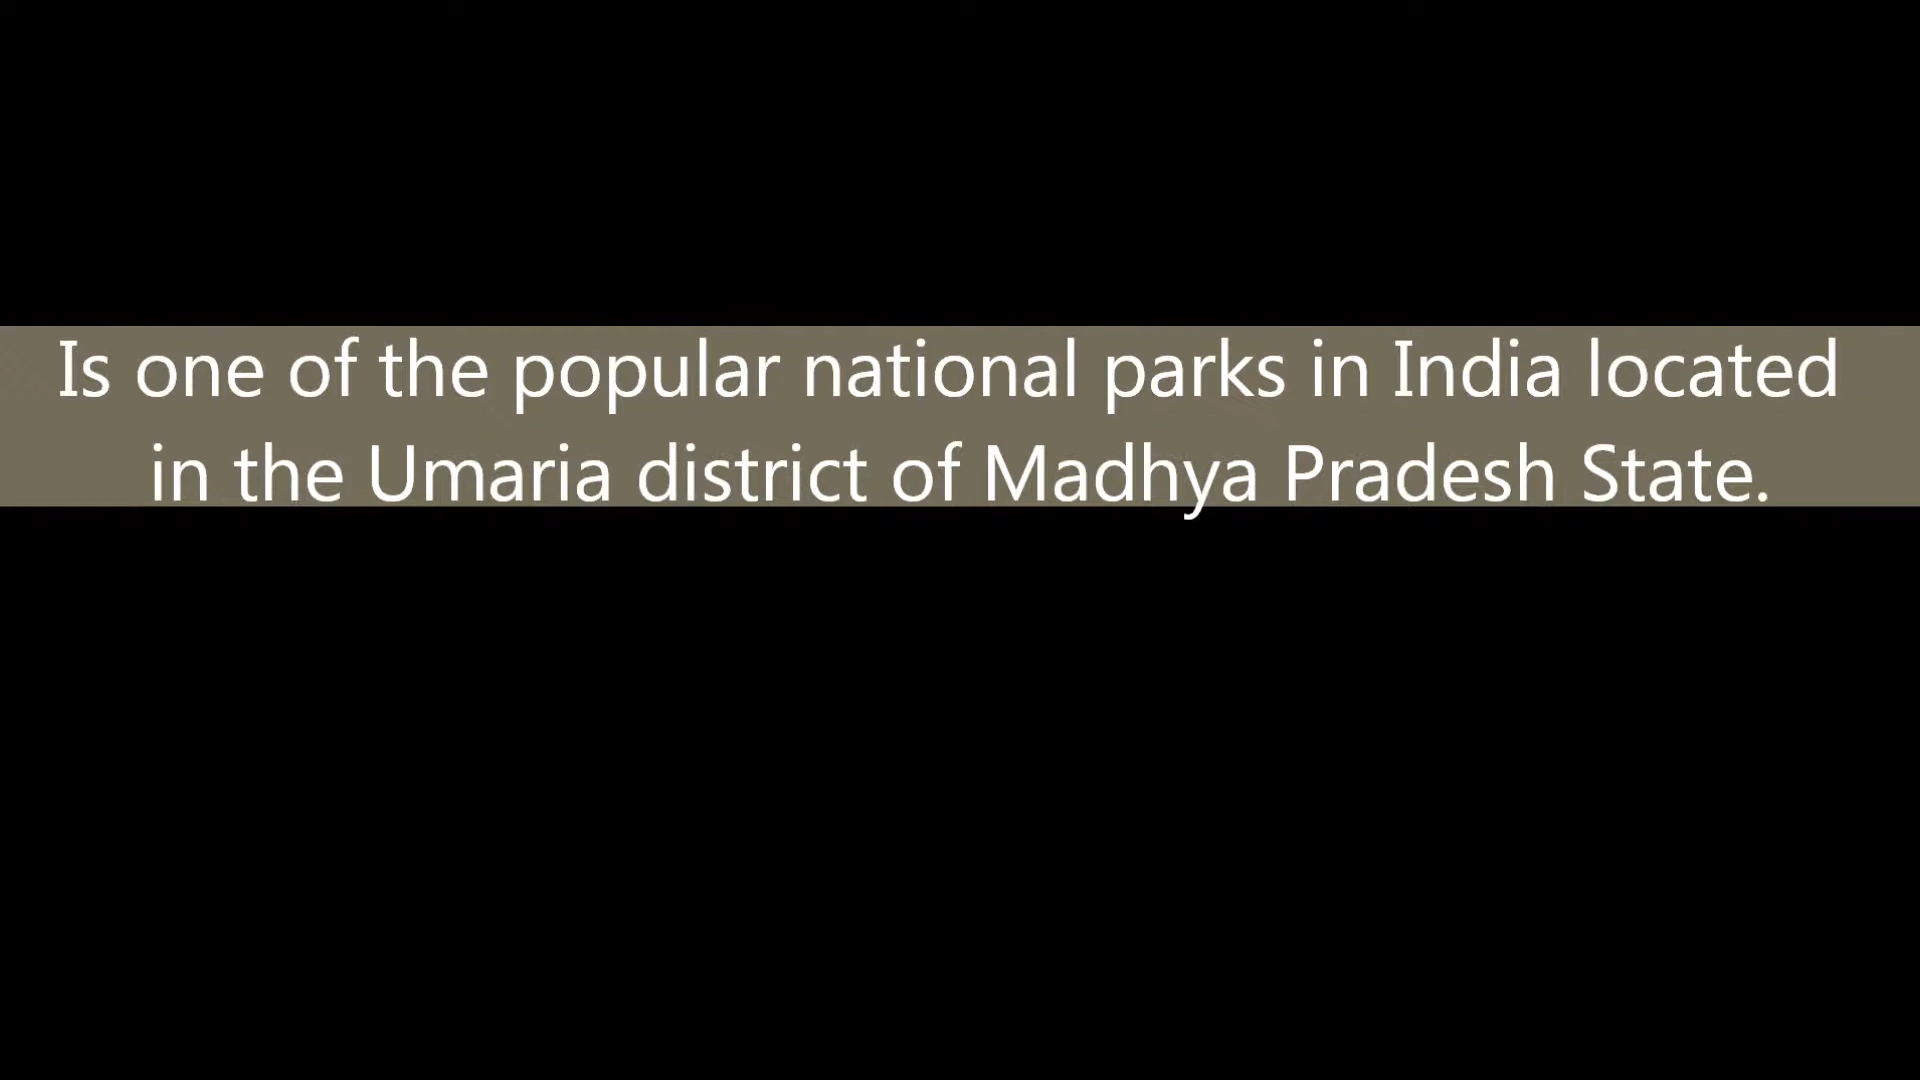 Is one of the popular national parks in India located
in the Umaria district of Madhya Pradesh State.